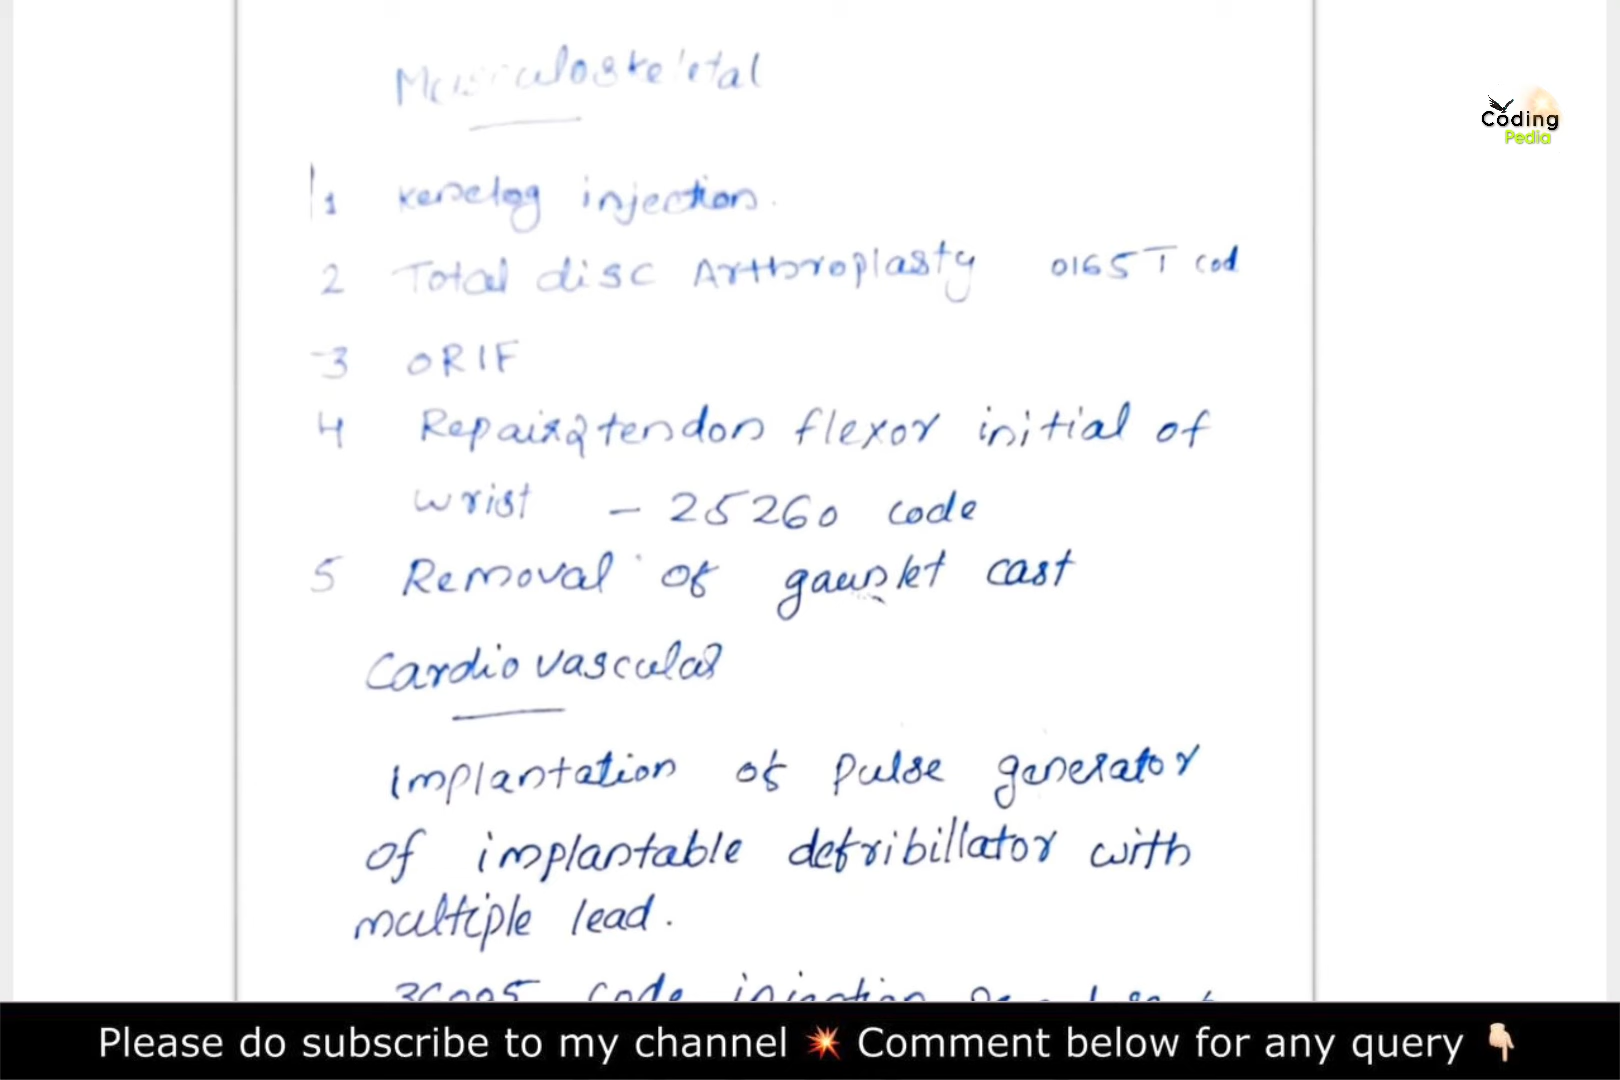 Musculoskeletal
Coding
Pedia
1 kenelog injection.
2 Total disc Arthroplasty 0165T cod
3 ORIF
4 Repair tendon flexor initial of
wrist - 25260 code
5 Removal of gaunlet cast
Cardiovascular
Implantation of pulse generator
of implantable defribillator with
multiple lead.
code injection
Please do subscribe to my channel 💥 Comment below for any query 👇🏻